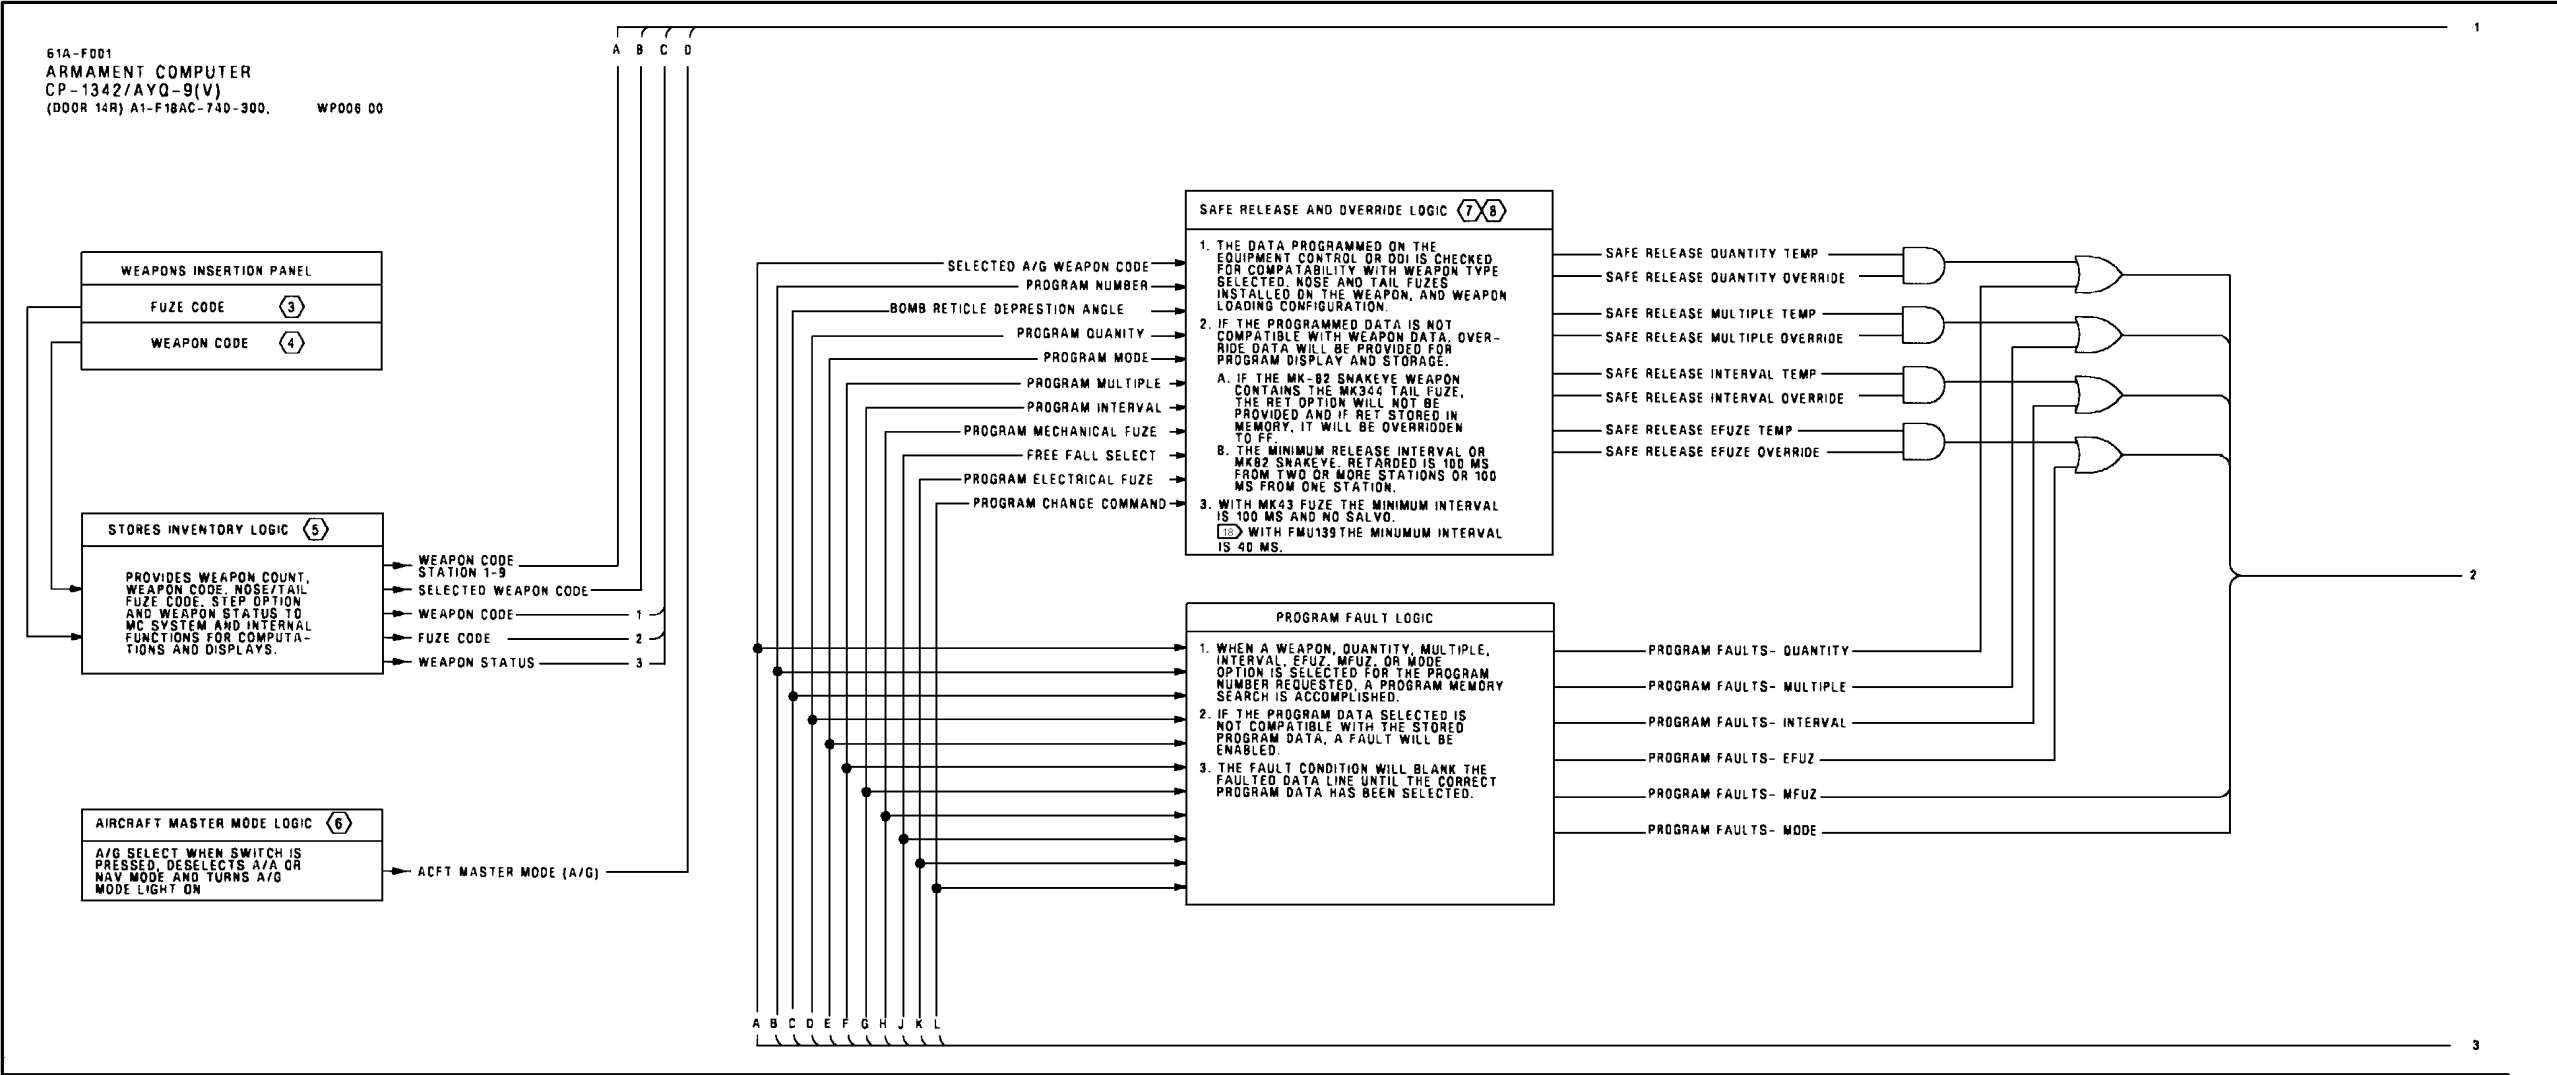 61A-F001
ARMAMENT COMPUTER
CP-1342/AYQ-9(V)
(DOOR 14R) A1-F18AC-740-300, WP006 00
A B C D
1
WEAPONS INSERTION PANEL
FUZE CODE 3
WEAPON CODE 4
STORES INVENTORY LOGIC 5
PROVIDES WEAPON COUNT,
WEAPON CODE, NOSE/TAIL
FUZE CODE, STEP OPTION
AND WEAPON STATUS TO
MC SYSTEM AND INTERNAL
FUNCTIONS FOR COMPUTA-
TIONS AND DISPLAYS.
WEAPON CODE
STATION 1-9
SELECTED WEAPON CODE
WEAPON CODE 1
FUZE CODE 2
WEAPON STATUS 3
AIRCRAFT MASTER MODE LOGIC 6
A/G SELECT WHEN SWITCH IS
PRESSED, DESELECTS A/A OR
NAV MODE AND TURNS A/G
MODE LIGHT ON
ACFT MASTER MODE (A/G)
SELECTED A/G WEAPON CODE
PROGRAM NUMBER
BOMB RETICLE DEPRESTION ANGLE
PROGRAM QUANITY
PROGRAM MODE
PROGRAM MULTIPLE
PROGRAM INTERVAL
PROGRAM MECHANICAL FUZE
FREE FALL SELECT
PROGRAM ELECTRICAL FUZE
PROGRAM CHANGE COMMAND
SAFE RELEASE AND OVERRIDE LOGIC 7 8
1. THE DATA PROGRAMMED ON THE
EQUIPMENT CONTROL OR DDI IS CHECKED
FOR COMPATABILITY WITH WEAPON TYPE
SELECTED, NOSE AND TAIL FUZES
INSTALLED ON THE WEAPON, AND WEAPON
LOADING CONFIGURATION.
2. IF THE PROGRAMMED DATA IS NOT
COMPATIBLE WITH WEAPON DATA, OVER-
RIDE DATA WILL BE PROVIDED FOR
PROGRAM DISPLAY AND STORAGE.
A. IF THE MK-82 SNAKEYE WEAPON
CONTAINS THE MK344 TAIL FUZE,
THE RET OPTION WILL NOT BE
PROVIDED AND IF RET STORED IN
MEMORY, IT WILL BE OVERRIDDEN
TO FF.
B. THE MINIMUM RELEASE INTERVAL OR
MK82 SNAKEYE, RETARDED IS 100 MS
FROM TWO OR MORE STATIONS OR 100
MS FROM ONE STATION.
3. WITH MK43 FUZE THE MINIMUM INTERVAL
IS 100 MS AND NO SALVO.
18 WITH FMU139 THE MINUMUM INTERVAL
IS 40 MS.
SAFE RELEASE QUANTITY TEMP
SAFE RELEASE QUANTITY OVERRIDE
SAFE RELEASE MULTIPLE TEMP
SAFE RELEASE MULTIPLE OVERRIDE
SAFE RELEASE INTERVAL TEMP
SAFE RELEASE INTERVAL OVERRIDE
SAFE RELEASE EFUZE TEMP
SAFE RELEASE EFUZE OVERRIDE
2
PROGRAM FAULT LOGIC
1. WHEN A WEAPON, QUANTITY, MULTIPLE,
INTERVAL, EFUZ, MFUZ, OR MODE
OPTION IS SELECTED FOR THE PROGRAM
NUMBER REQUESTED, A PROGRAM MEMORY
SEARCH IS ACCOMPLISHED.
2. IF THE PROGRAM DATA SELECTED IS
NOT COMPATIBLE WITH THE STORED
PROGRAM DATA, A FAULT WILL BE
ENABLED.
3. THE FAULT CONDITION WILL BLANK THE
FAULTED DATA LINE UNTIL THE CORRECT
PROGRAM DATA HAS BEEN SELECTED.
PROGRAM FAULTS- QUANTITY
PROGRAM FAULTS- MULTIPLE
PROGRAM FAULTS- INTERVAL
PROGRAM FAULTS- EFUZ
PROGRAM FAULTS- MFUZ
PROGRAM FAULTS- MODE
A B C D E F G H J K L
3